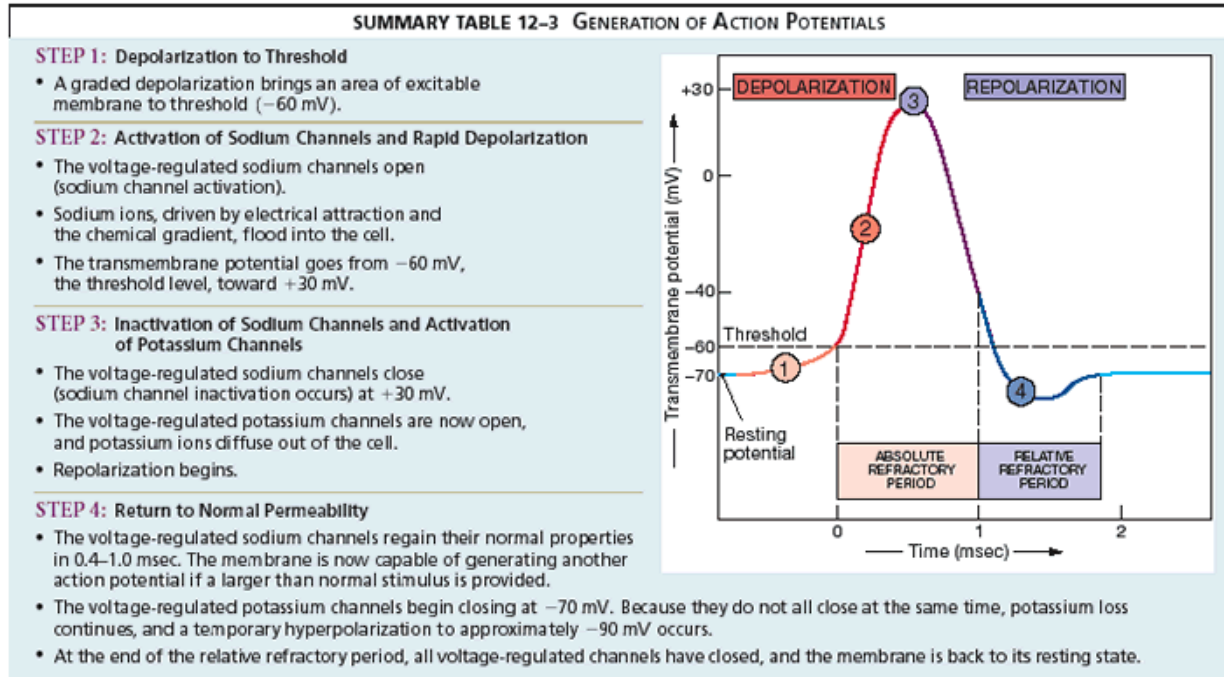 SUMMARY TABLE 12–3 GENERATION OF ACTION POTENTIALS
STEP 1: Depolarization to Threshold
• A graded depolarization brings an area of excitable
membrane to threshold (−60 mV).
STEP 2: Activation of Sodium Channels and Rapid Depolarization
• The voltage-regulated sodium channels open
(sodium channel activation).
• Sodium ions, driven by electrical attraction and
the chemical gradient, flood into the cell.
• The transmembrane potential goes from −60 mV,
the threshold level, toward +30 mV.
STEP 3: Inactivation of Sodium Channels and Activation
of Potassium Channels
• The voltage-regulated sodium channels close
(sodium channel inactivation occurs) at +30 mV.
• The voltage-regulated potassium channels are now open,
and potassium ions diffuse out of the cell.
• Repolarization begins.
STEP 4: Return to Normal Permeability
• The voltage-regulated sodium channels regain their normal properties
in 0.4–1.0 msec. The membrane is now capable of generating another
action potential if a larger than normal stimulus is provided.
• The voltage-regulated potassium channels begin closing at −70 mV. Because they do not all close at the same time, potassium loss
continues, and a temporary hyperpolarization to approximately −90 mV occurs.
• At the end of the relative refractory period, all voltage-regulated channels have closed, and the membrane is back to its resting state.
DEPOLARIZATION
REPOLARIZATION
+30
0
−40
−60
−70
Transmembrane potential (mV)
3
2
1
4
Threshold
Resting
potential
ABSOLUTE
REFRACTORY
PERIOD
RELATIVE
REFRACTORY
PERIOD
0
1
2
Time (msec)